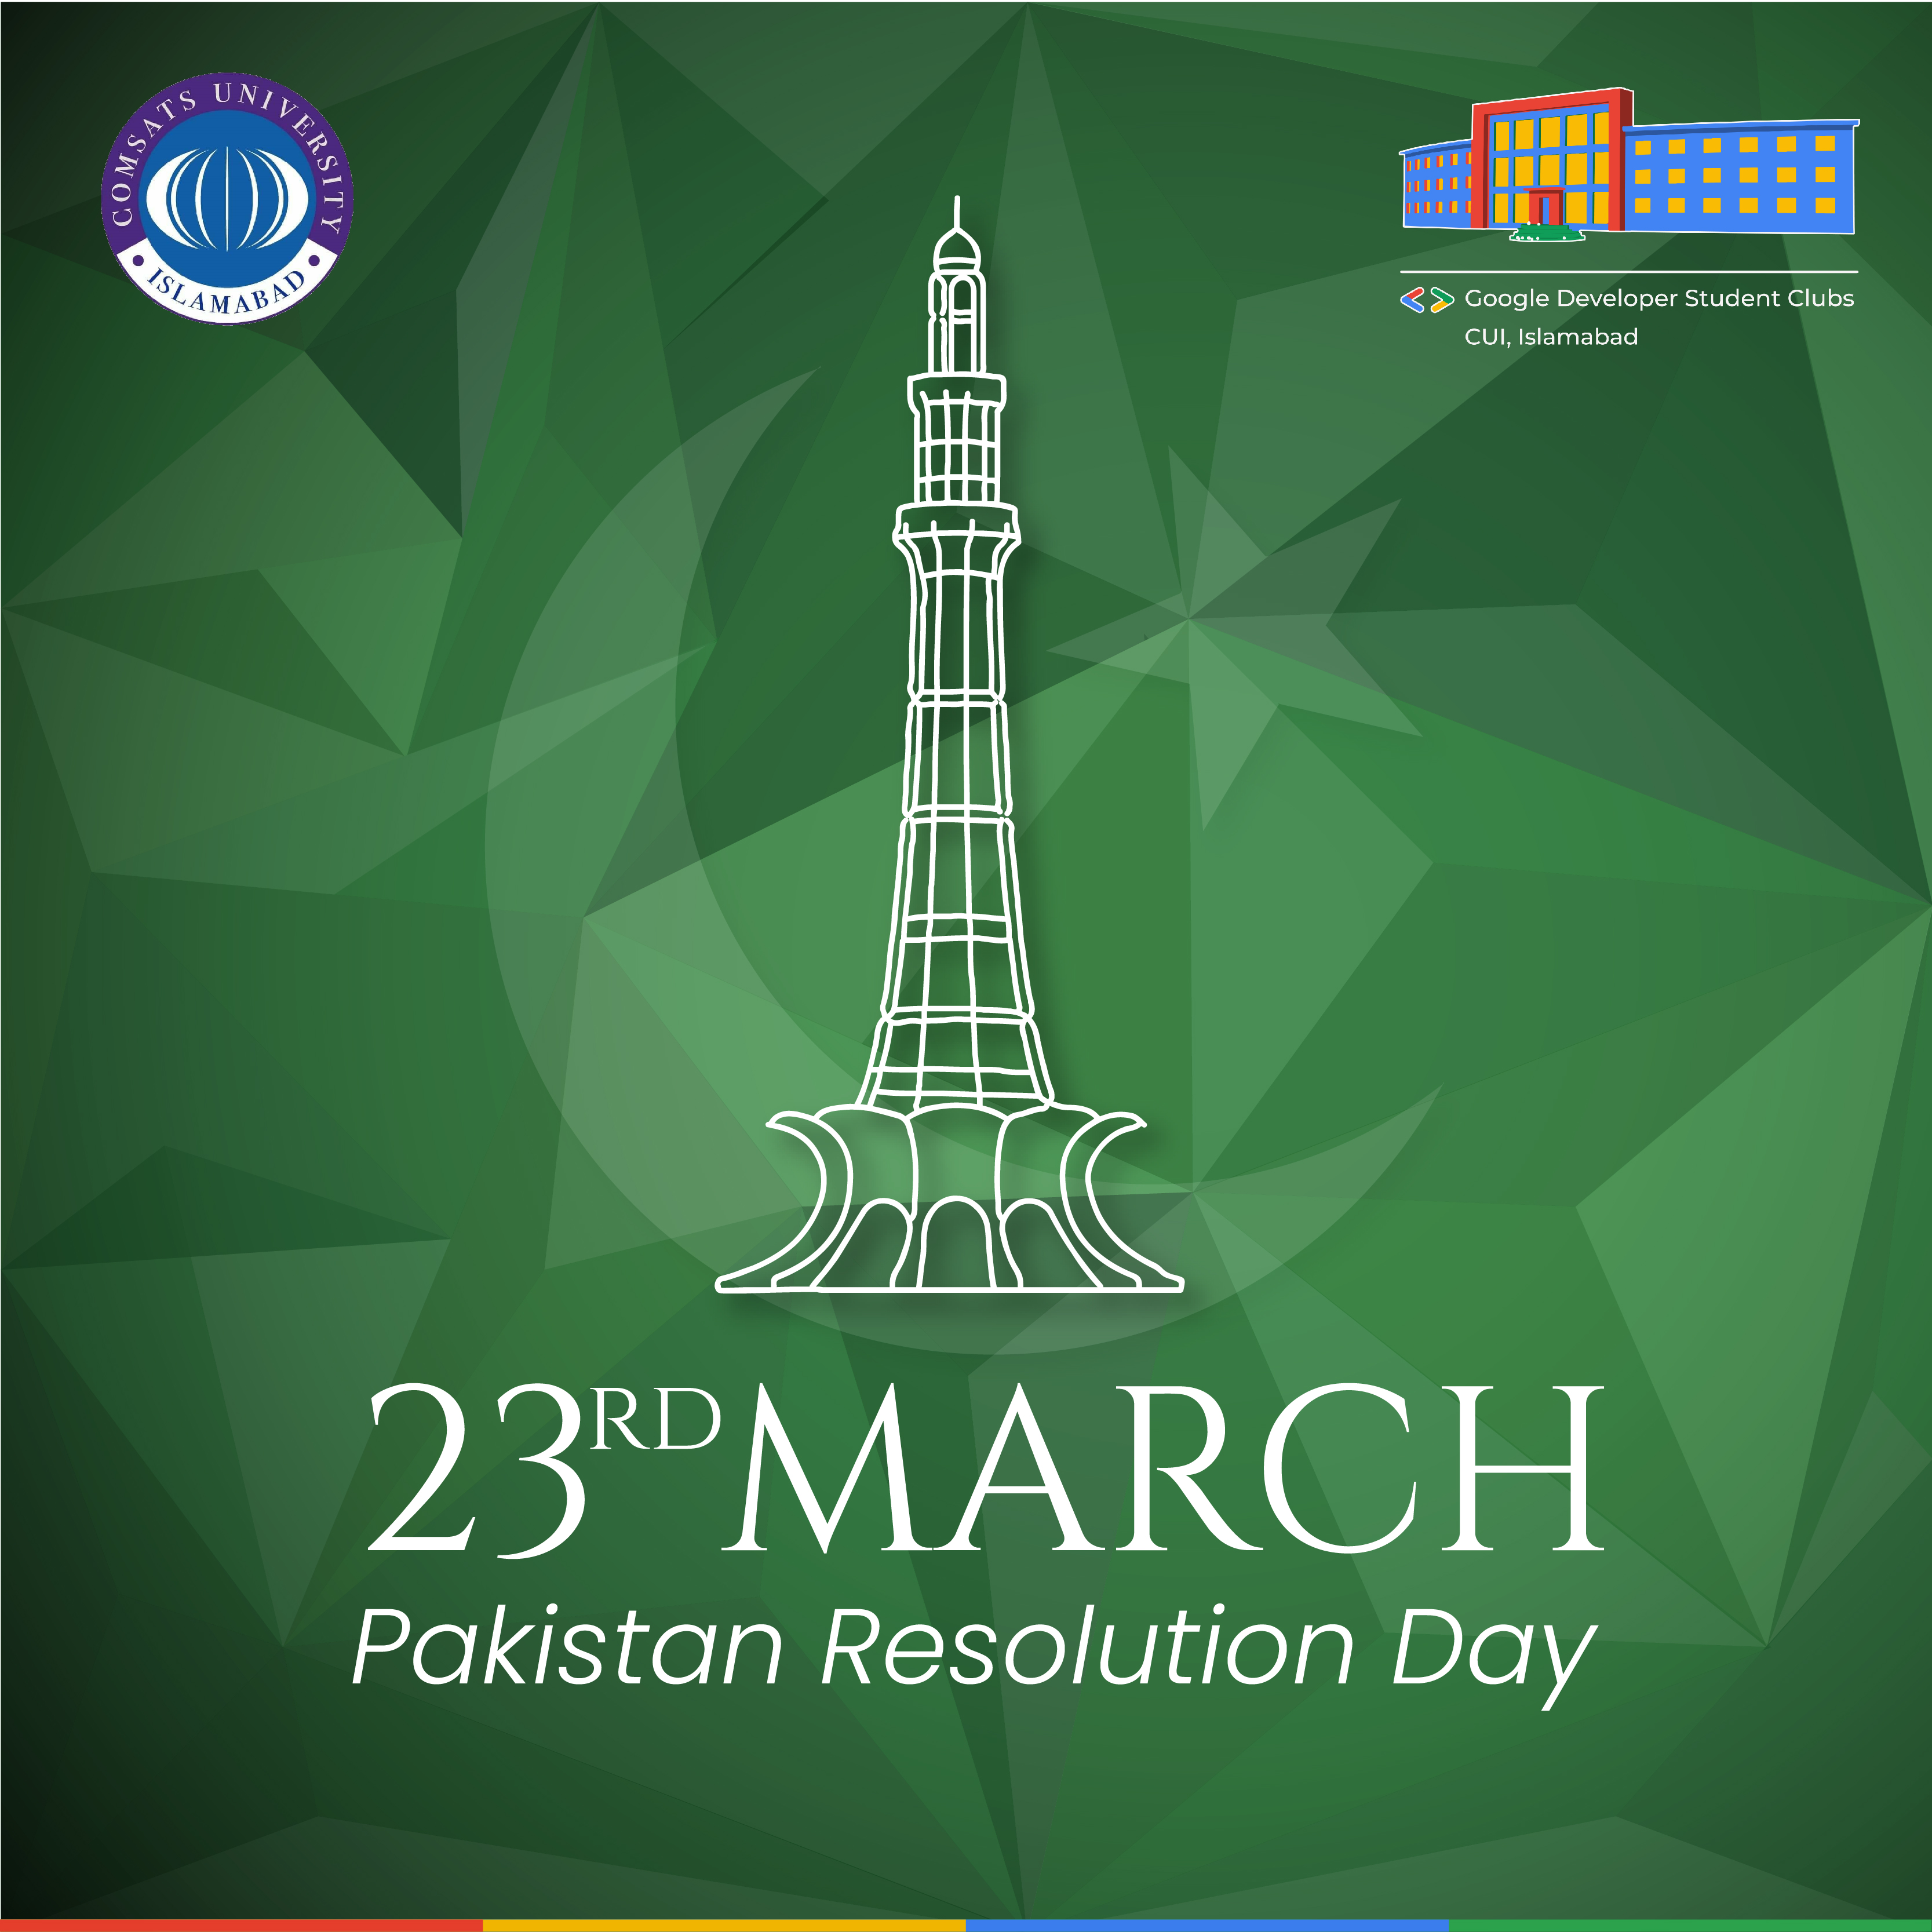 COMSATS UNIVERSITY
ISLAMABAD
Google Developer Student Clubs
CUI, Islamabad
23RD MARCH
Pakistan Resolution Day